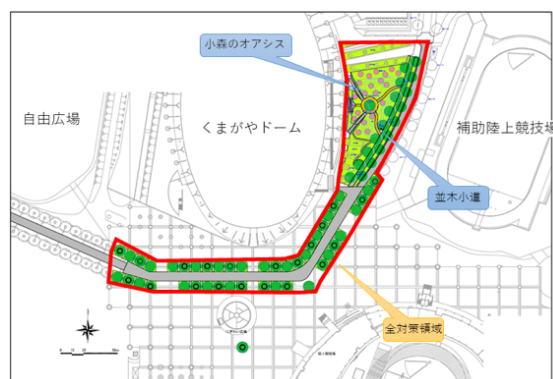 小森のオアシス
自由広場
くまがやドーム
補助陸上競技場
並木小道
全対策領域